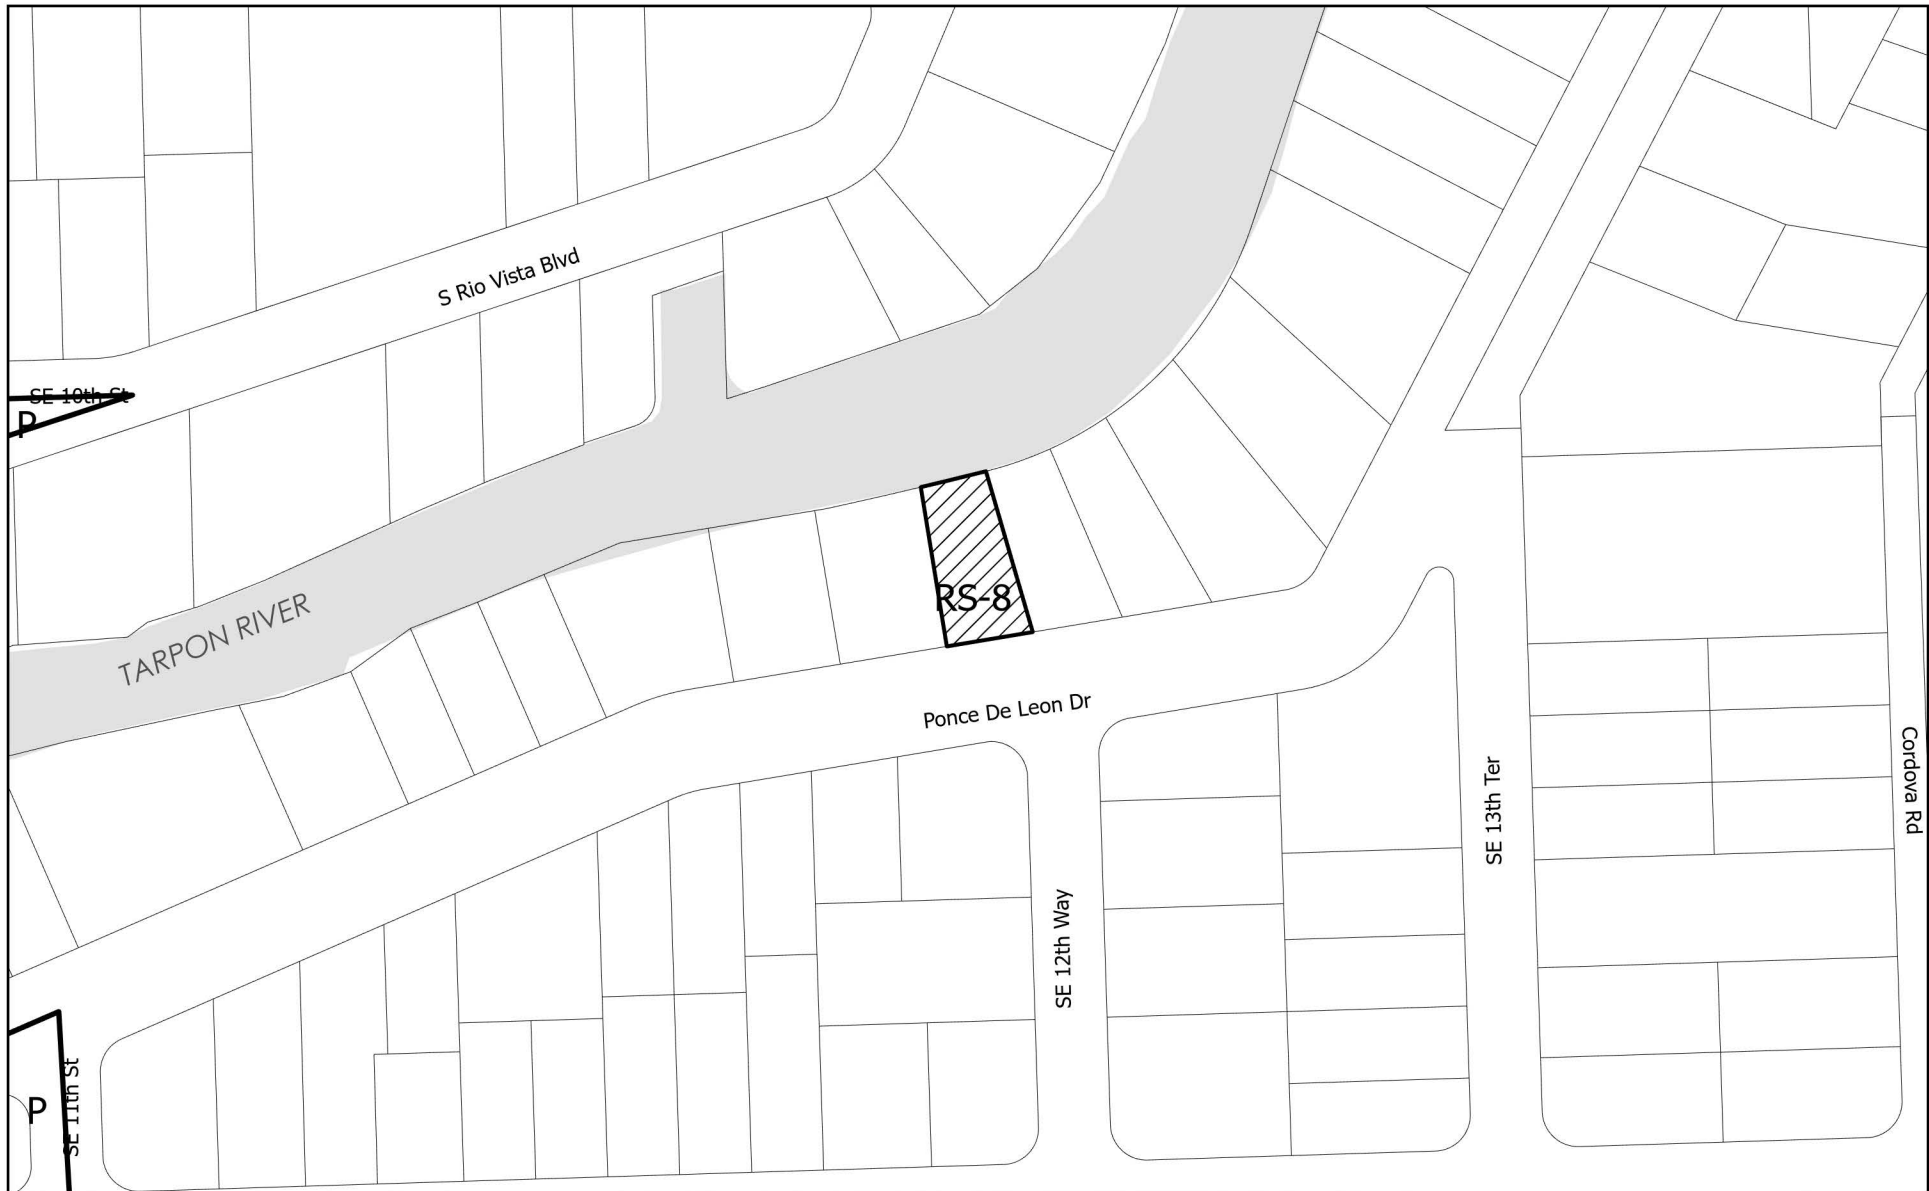 S Rio Vista Blvd
SE 10th St
P
TARPON RIVER
RS-8
Ponce De Leon Dr
Cordova Rd
SE 13th Ter
SE 12th Way
SE 11th St
P